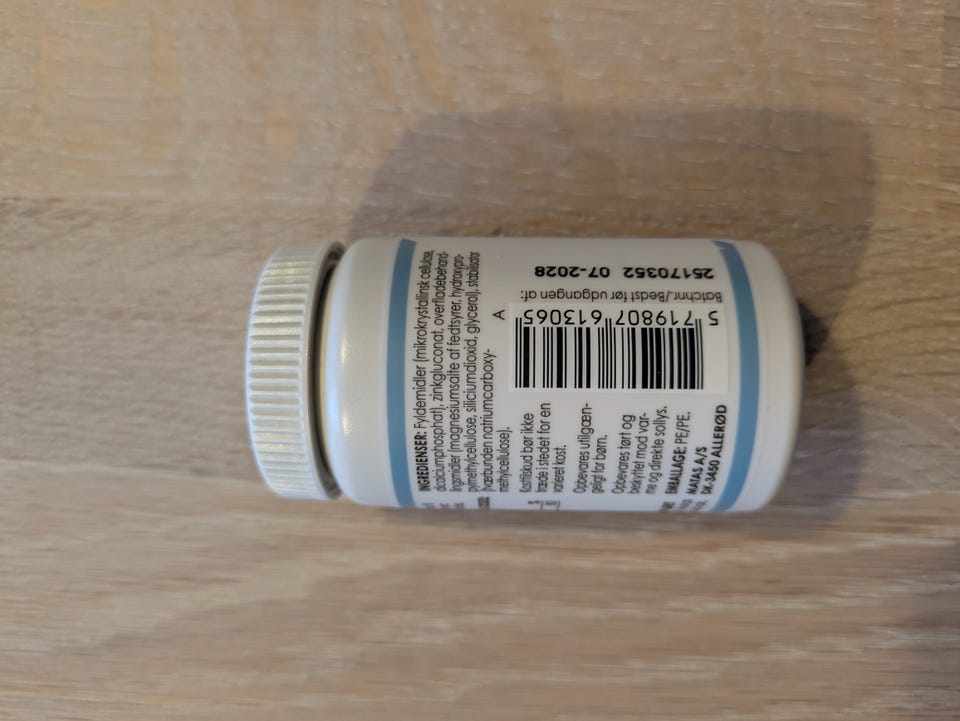 INGREDIENSER: Fyldemidler (mikrokrystallinsk cellulose,
dicalciumphosphat), zinkgluconat, overfladebehand-
lingsmidler (magnesiumsalte af fedtsyrer, hydroxypro-
pymethylcellulose, siliciumdioxid, glycerol), stabilisator
tværbunden natriumcarboxy-
methylcellulose).
A
Kosttilskud bør ikke
træde i stedet for en
varieret kost.
Opbevares utilgæn-
geligt for børn.
Opbevares tørt og
beskyttet mod var-
me og direkte sollys.
EMBALLAGE: PE/PE.
MATAS A/S
DK-3450 ALLERØD
5 719807 613065
Batchnr./Bedst før udgangen af:
25170352 07-2028